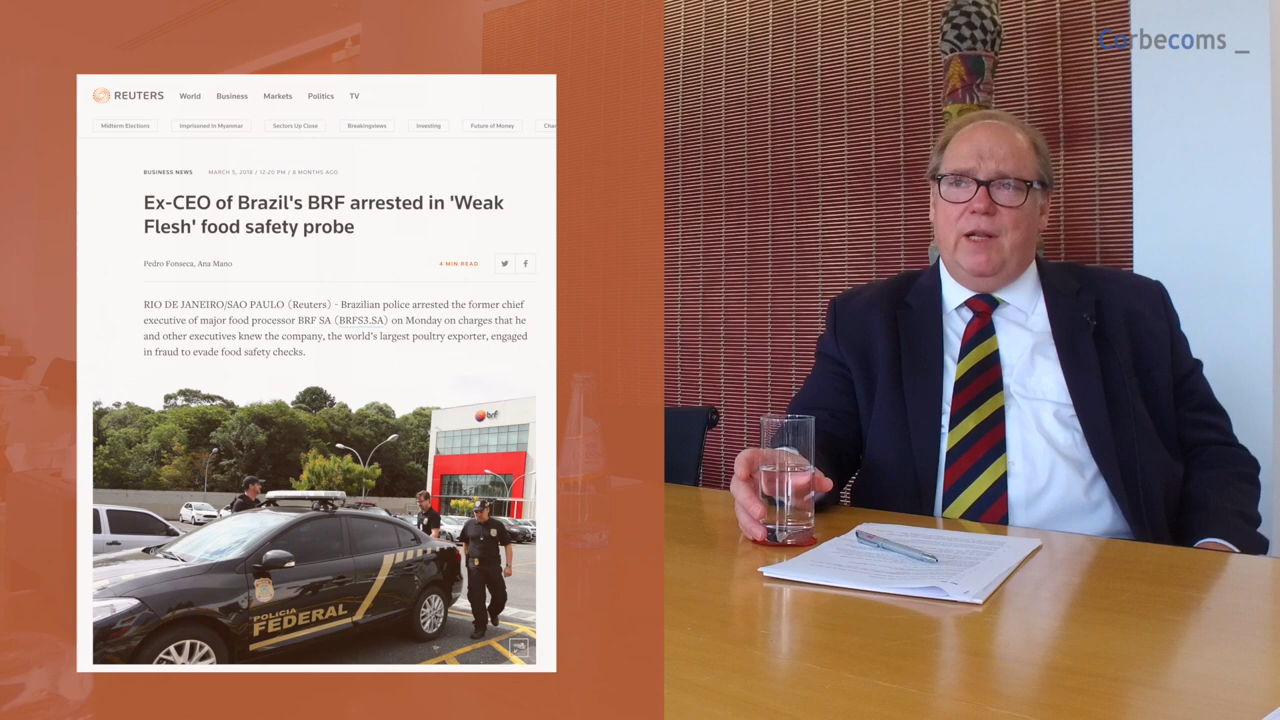 Corbecoms _
REUTERS World Business Markets Politics TV
Midterm Elections Imprisoned In Myanmar Sectors Up Close Breakingviews Investing Future of Money
BUSINESS NEWS MARCH 5, 2018 / 12:20 PM / 8 MONTHS AGO
Ex-CEO of Brazil's BRF arrested in 'Weak
Flesh' food safety probe
Pedro Fonseca, Ana Mano
4 MIN READ
RIO DE JANEIRO/SAO PAULO (Reuters) - Brazilian police arrested the former chief
executive of major food processor BRF SA (BRFS3.SA) on Monday on charges that he
and other executives knew the company, the world's largest poultry exporter, engaged
in fraud to evade food safety checks.
brf
POLICIA
FEDERAL